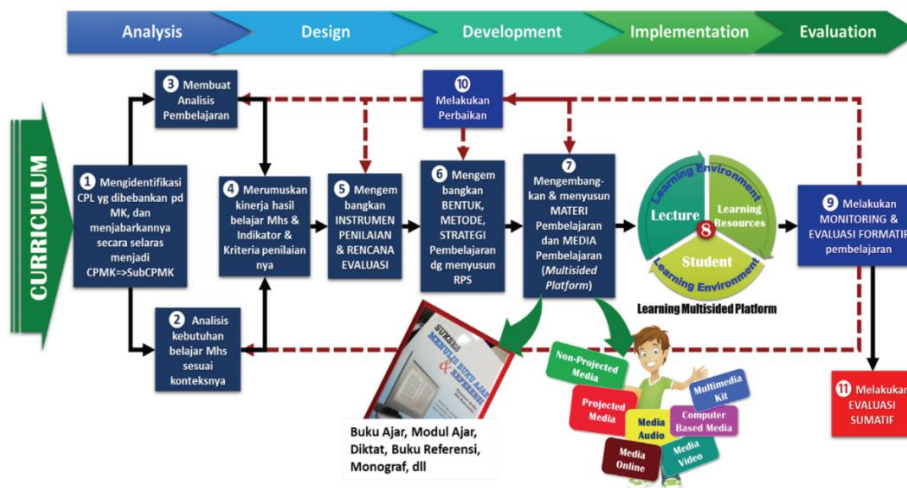 Analysis
Design
Development
Implementation
Evaluation
CURRICULUM
3 Membuat
Analisis
Pembelajaran
10
Melakukan
Perbaikan
1 Mengidentifikasi
CPL yg dibebankan pd
MK, dan
menjabarkannya
secara selaras
menjadi
CPMK=>SubCPMK
4 Merumuskan
kinerja hasil
belajar Mhs &
Indikator &
Kriteria penilaian
nya
5 Mengem
bangkan
INSTRUMEN
PENILAIAN
& RENCANA
EVALUASI
6 Mengem
bangkan
BENTUK,
METODE,
STRATEGI
Pembelajaran
dg menyusun
RPS
7
Mengembang-
kan & menyusun
MATERI
Pembelajaran
dan MEDIA
Pembelajaran
(Multisided
Platform)
Learning Environment
Lecture
Learning
Resources
8
Student
Learning Environment
Learning Multisided Platform
9
Melakukan
MONITORING &
EVALUASI FORMATIF
pembelajaran
2 Analisis
kebutuhan
belajar Mhs
sesuai
konteksnya
11 Melakukan
EVALUASI
SUMATIF
SUKSES
MENULIS BUKU AJAR
& REFERENSI
Buku Ajar, Modul Ajar,
Diktat, Buku Referensi,
Monograf, dll
Non-Projected
Media
Multimedia
Kit
Projected
Media
Computer
Based Media
Media
Audio
Media
Online
Media
Video